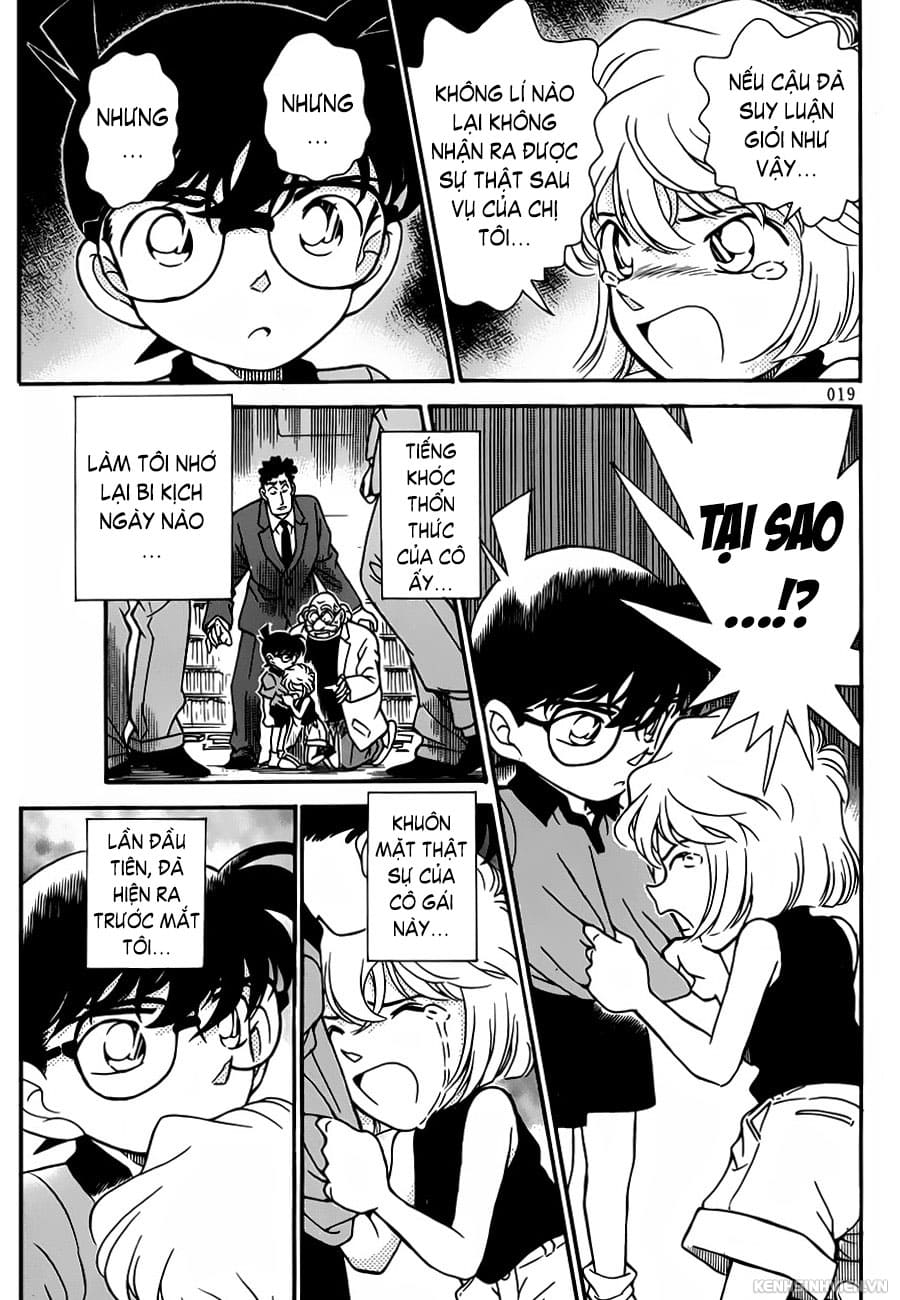 NẾU CẬU ĐÃ
SUY LUẬN
GIỎI NHƯ
VẬY...
KHÔNG LÍ NÀO
LẠI KHÔNG
NHẬN RA ĐƯỢC
SỰ THẬT SAU
VỤ CỦA CHỊ
TÔI...
NHƯNG
...
NHƯNG
...
019
TẠI SAO
....!?
TIẾNG
KHÓC
THỔN
THỨC
CỦA CÔ
ẤY...
LÀM TÔI NHỚ
LẠI BI KỊCH
NGÀY NÀO
...
KHUÔN
MẶT THẬT
SỰ CỦA
CÔ GÁI
NÀY...
LẦN ĐẦU
TIÊN, ĐÃ
HIỆN RA
TRƯỚC MẮT
TÔI...